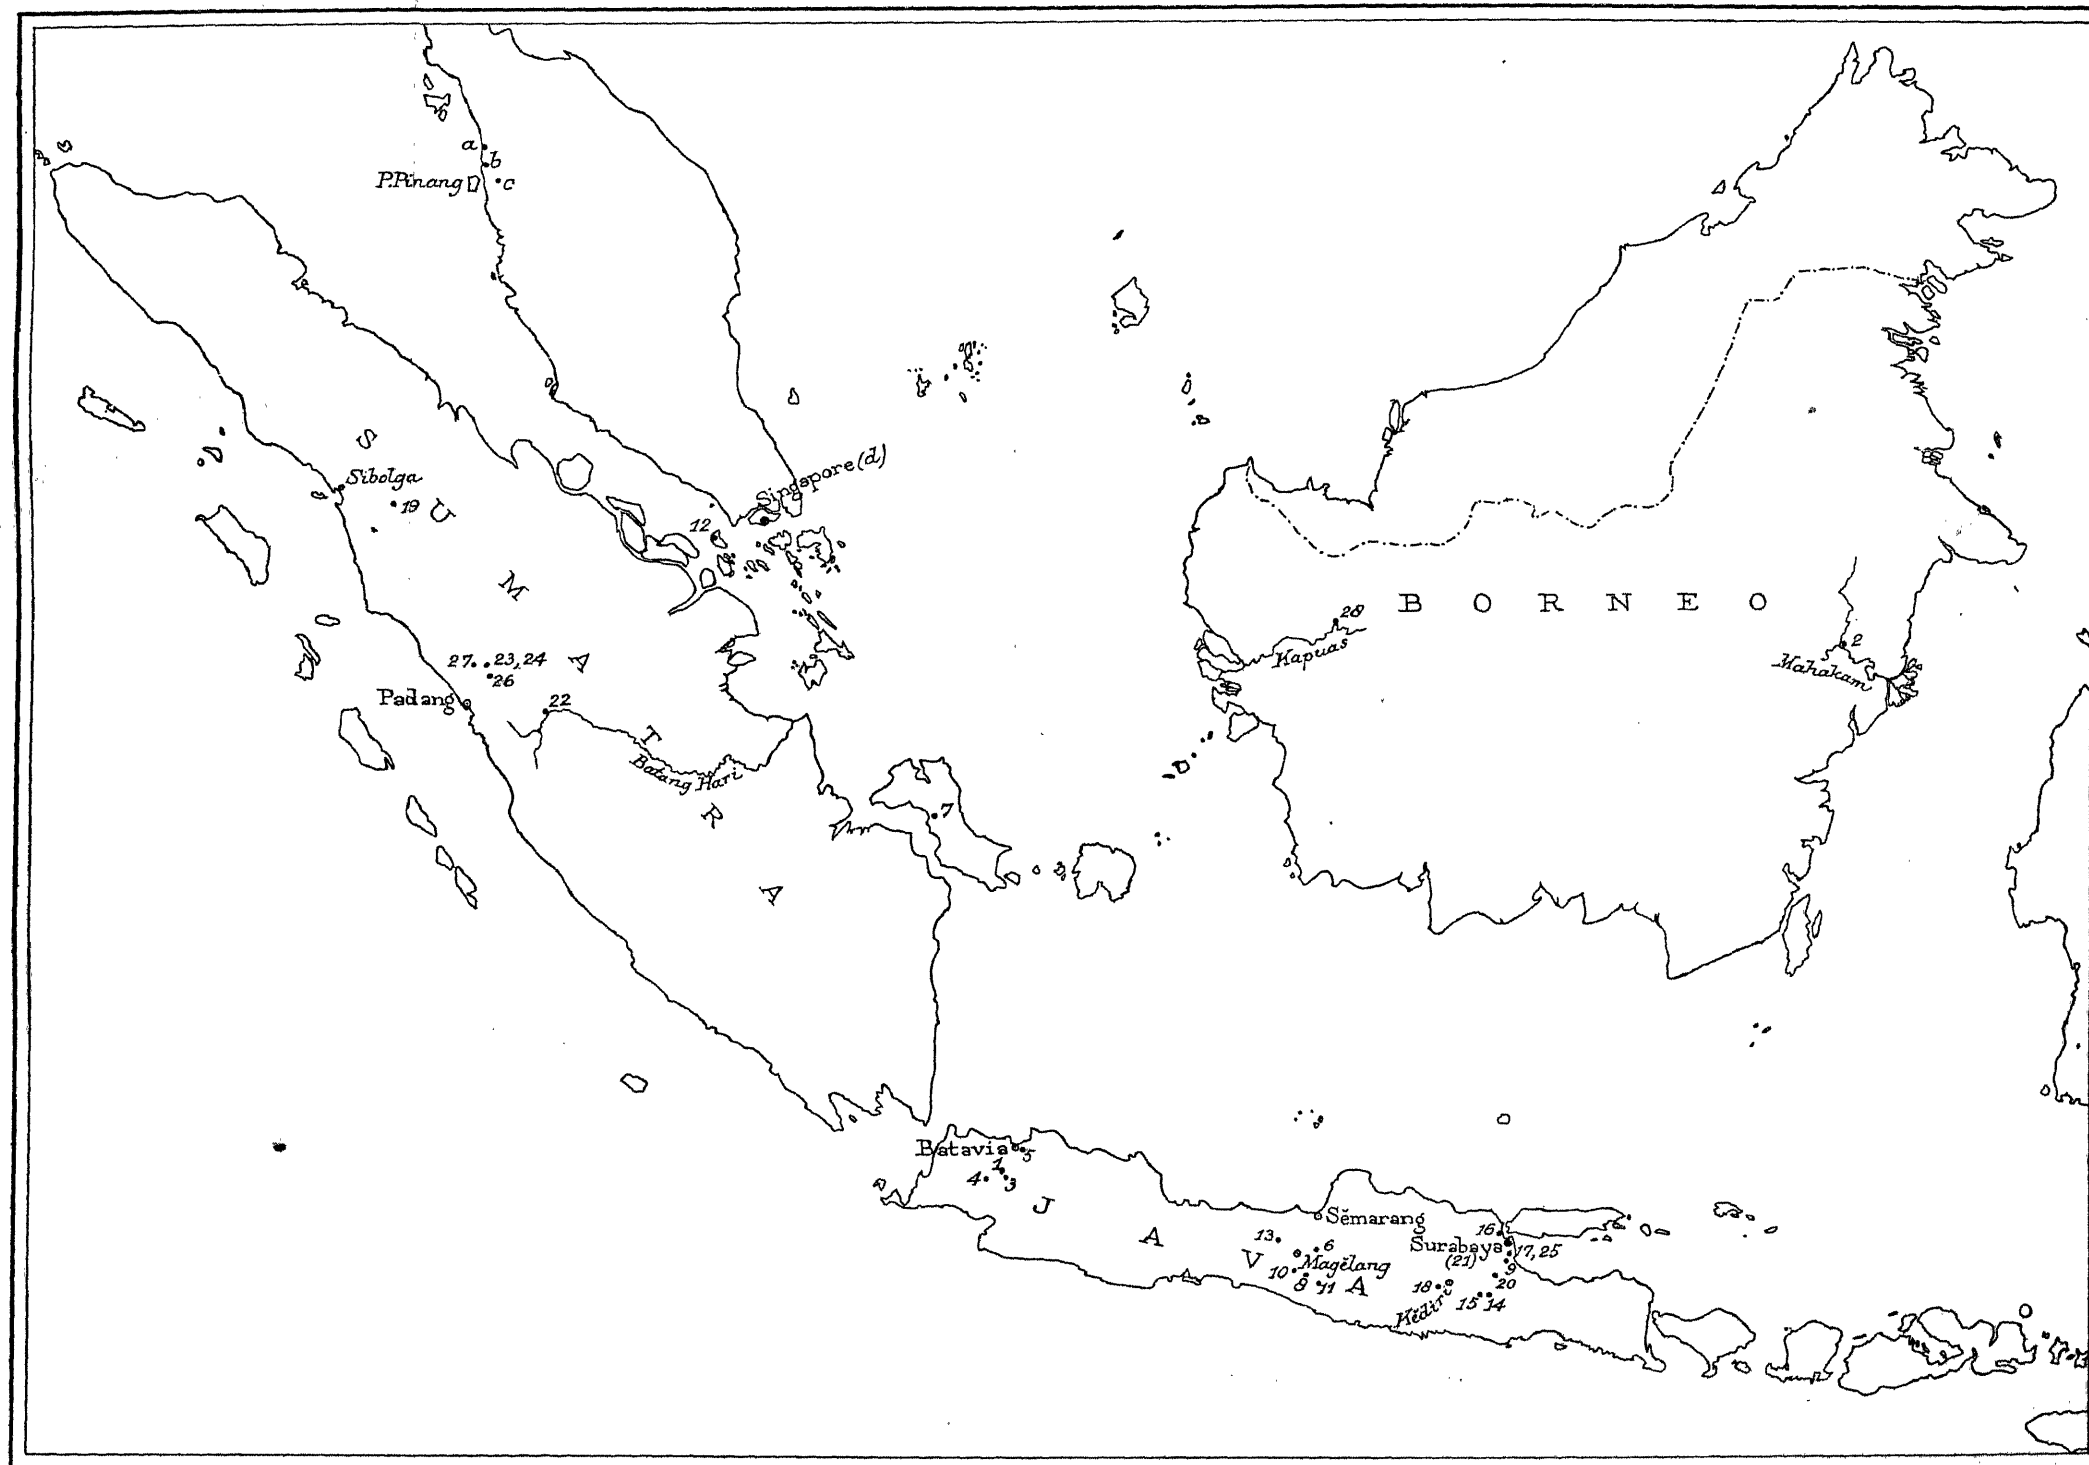 a
b
P.Pinang
c
S
U
M
A
T
R
A
Singapore (d)
Sibolga
19
12
B O R N E O
28
Kapuas
2
Mahakam
27
23, 24
26
Padang
22
Batang Hari
7
Batavia
5
1
4
3
J
A
V
A
Sĕmarang
13
6
Magĕlang
10
8
11
16
Surabaya
(21)
17, 25
9
20
18
15
14
Kĕdiri